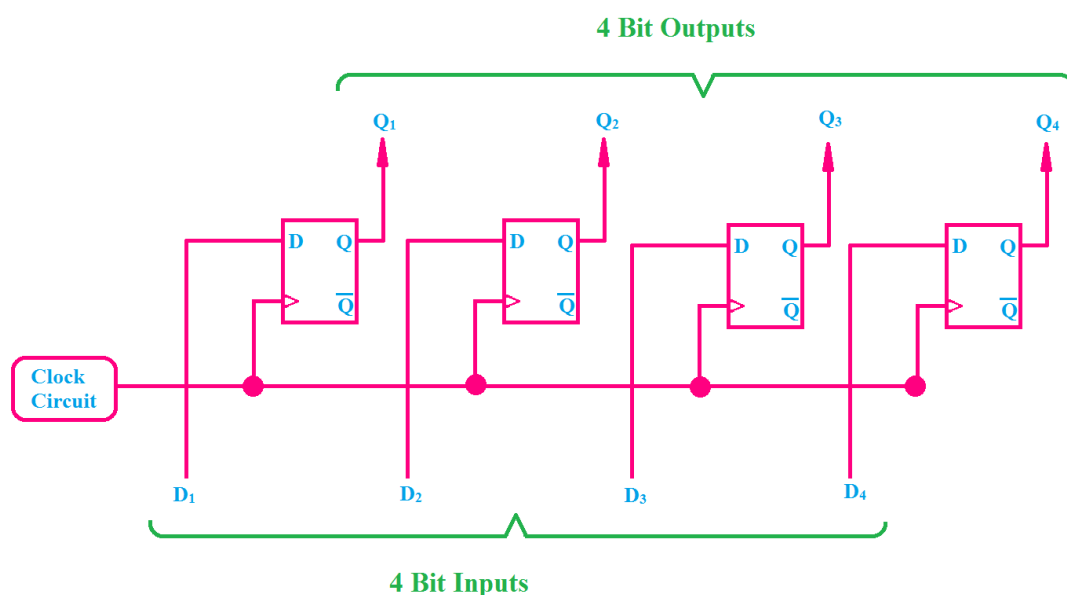 4 Bit Outputs
Q₁ Q₂ Q₃ Q₄
D Q D Q D Q D Q
Q̅ Q̅ Q̅ Q̅
Clock
Circuit
D₁ D₂ D₃ D₄
4 Bit Inputs